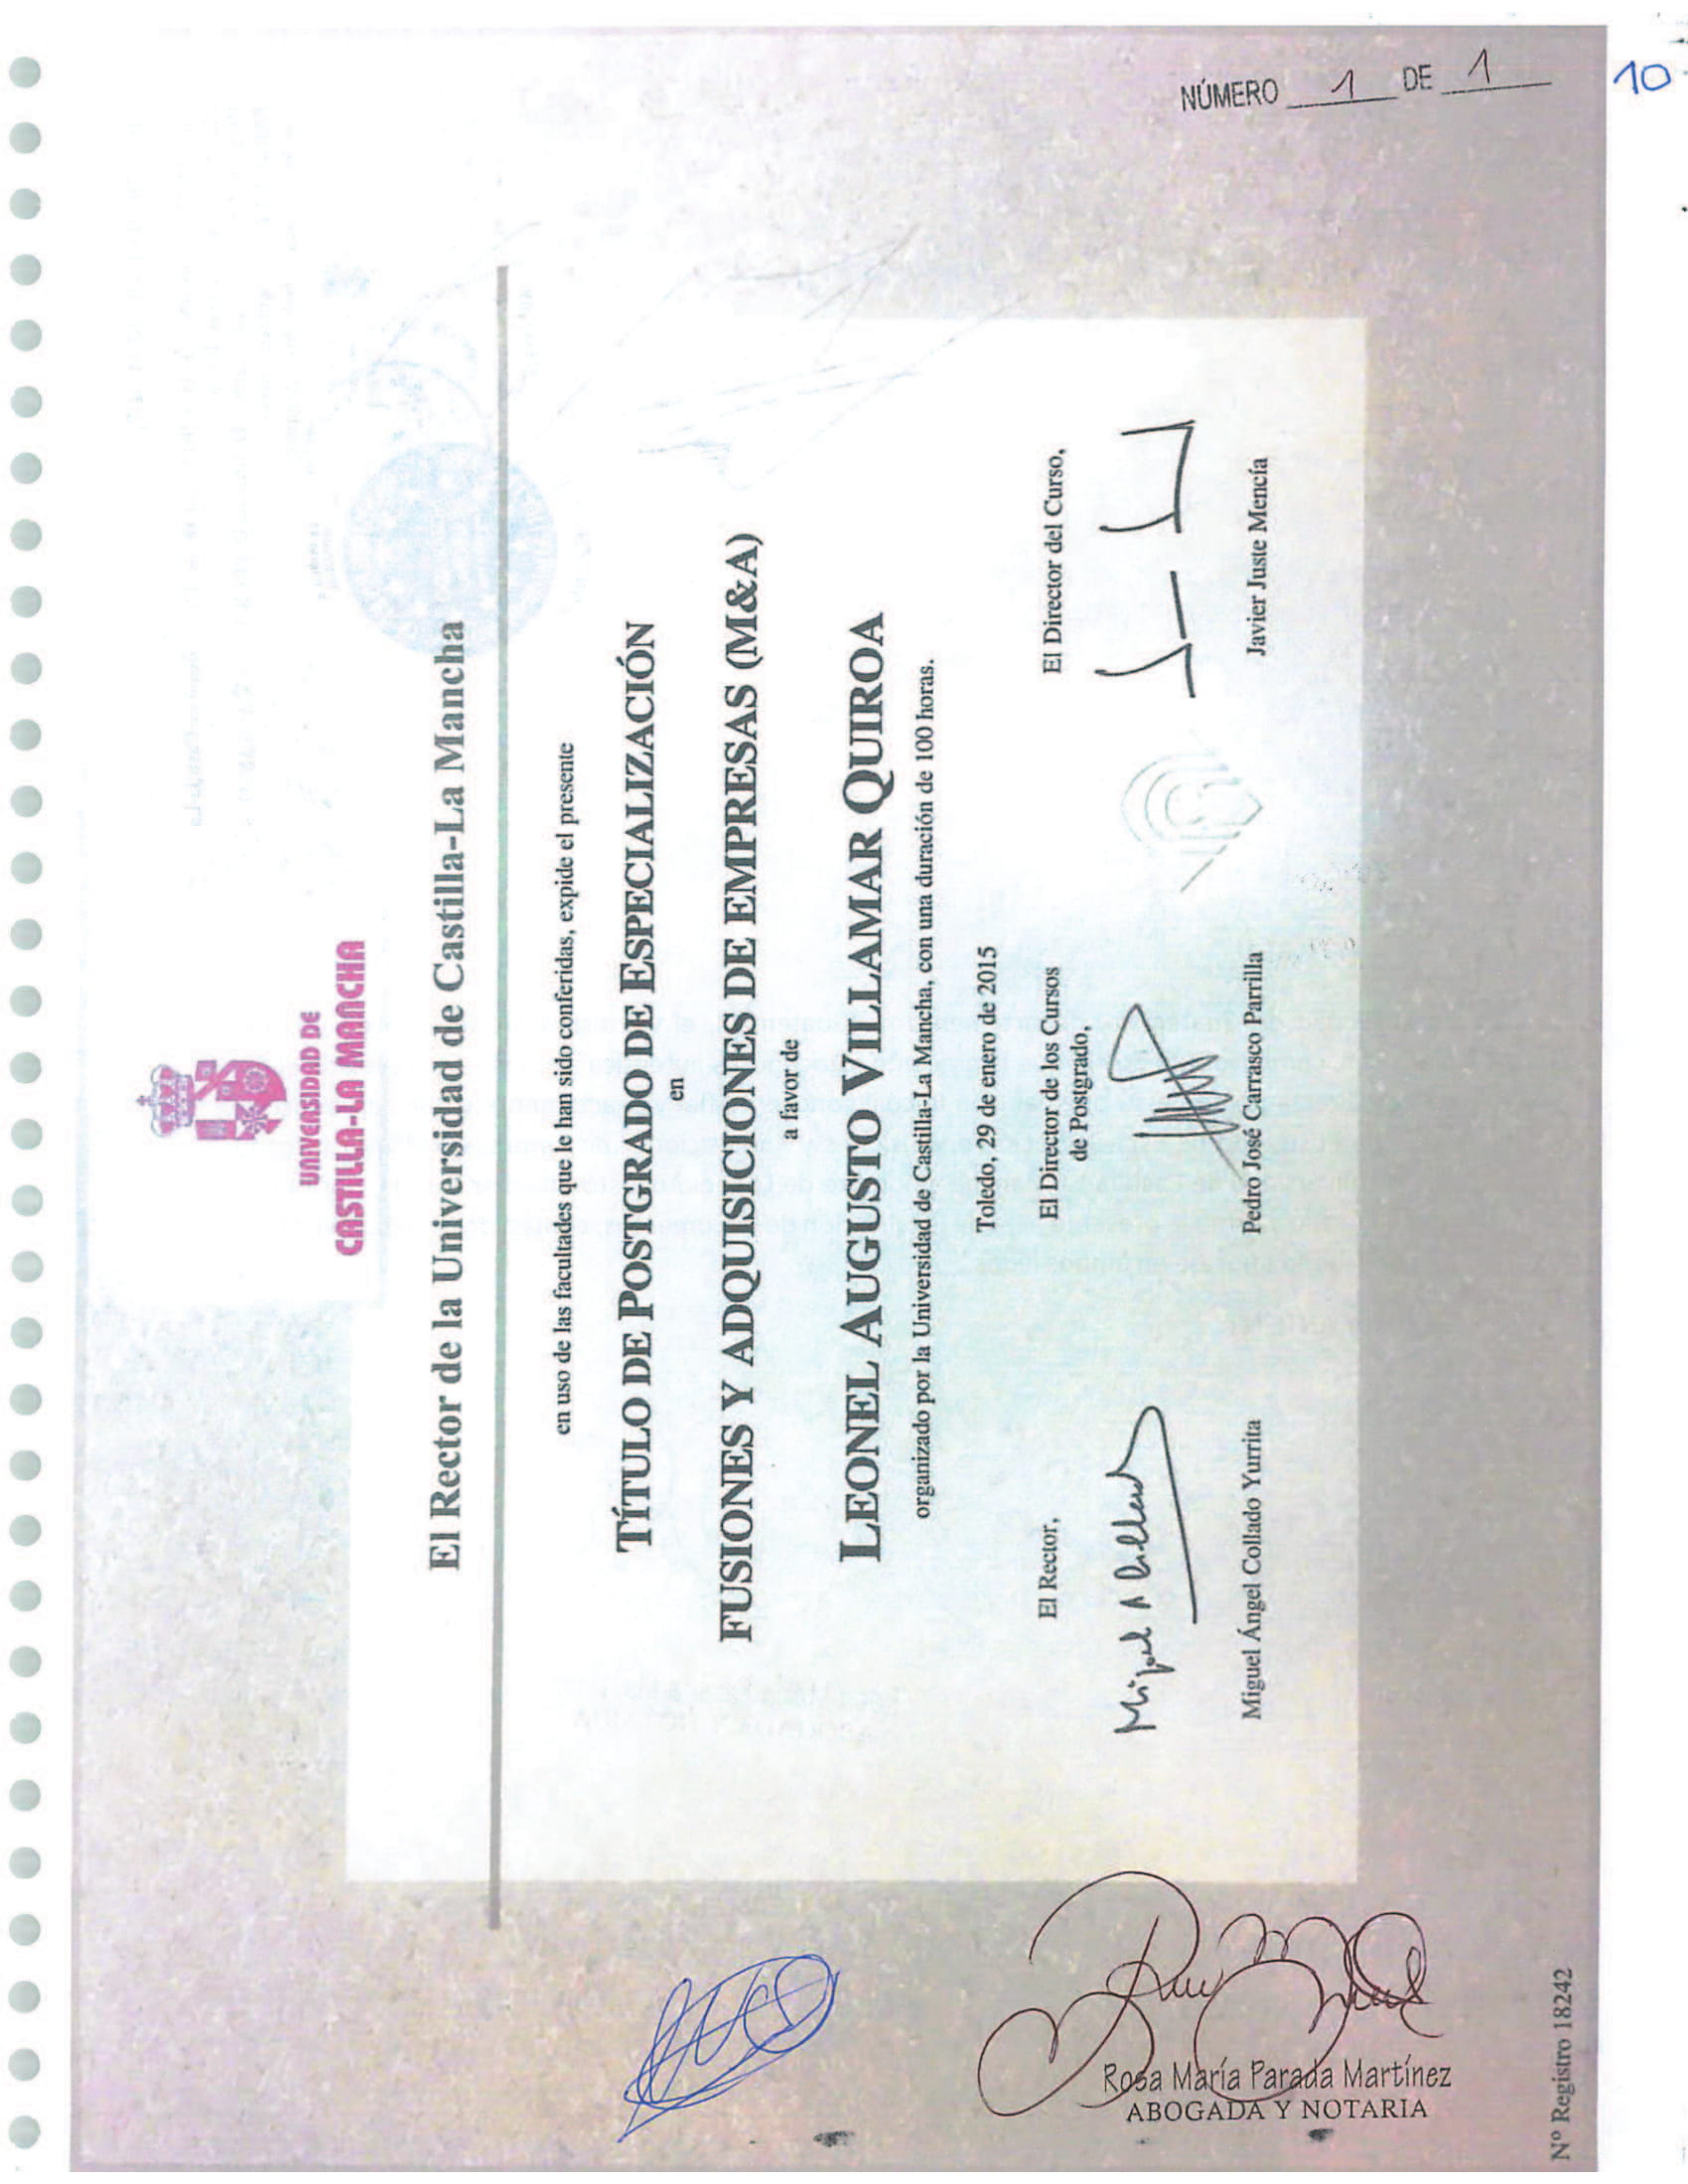 NÚMERO 1 DE 1
10
UNIVERSIDAD DE
CASTILLA-LA MANCHA
El Rector de la Universidad de Castilla-La Mancha
en uso de las facultades que le han sido conferidas, expide el presente
TÍTULO DE POSTGRADO DE ESPECIALIZACIÓN
en
FUSIONES Y ADQUISICIONES DE EMPRESAS (M&A)
a favor de
LEONEL AUGUSTO VILLAMAR QUIROA
organizado por la Universidad de Castilla-La Mancha, con una duración de 100 horas.
Toledo, 29 de enero de 2015
El Rector,
Miguel A Collado
Miguel Ángel Collado Yurrita
El Director de los Cursos
de Postgrado,
Pedro José Carrasco Parrilla
El Director del Curso,
Javier Juste Mencía
Rosa María Parada Martínez
ABOGADA Y NOTARIA
Nº Registro 18242